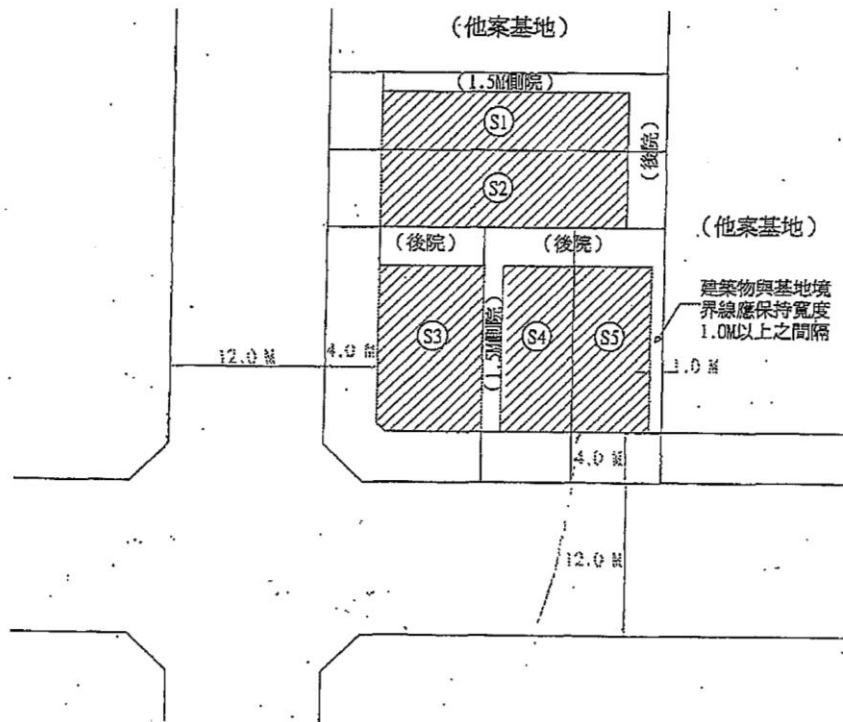 (他案基地)
(1.5M側院)
S1
(後院)
S2
(後院)
(後院)
(他案基地)
建築物與基地境
界線應保持寬度
1.0M以上之間隔
12.0 M
4.0 M
S3
(1.5M側院)
S4
S5
1.0 M
4.0 M
12.0 M